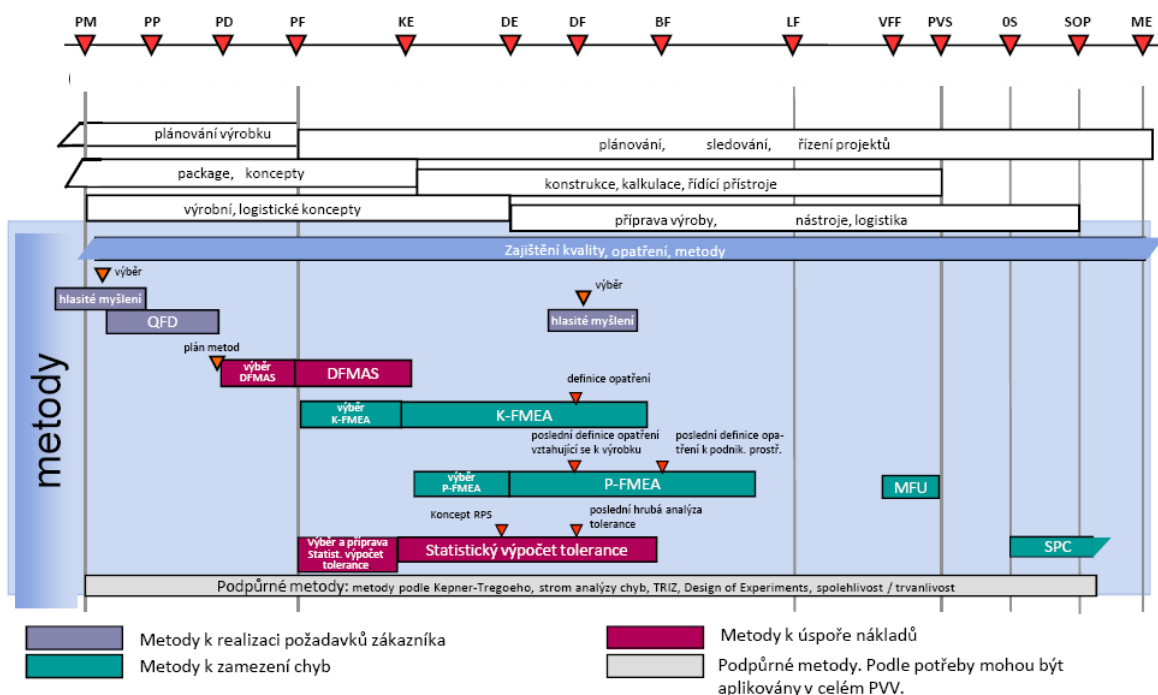 PM PP PD PF KE DE DF BF LF VFF PVS 0S SOP ME
plánování výrobku
plánování, sledování, řízení projektů
package, koncepty
konstrukce, kalkulace, řídící přístroje
výrobní, logistické koncepty
příprava výroby, nástroje, logistika
metody
Zajištění kvality, opatření, metody
výběr
hlasité myšlení
QFD
výběr
hlasité myšlení
plán metod
výběr
DFMAS
DFMAS
definice opatření
výběr
K-FMEA
K-FMEA
poslední definice opatření
vztahující se k výrobku
poslední definice opa-
tření k podnik. prostř.
výběr
P-FMEA
P-FMEA
MFU
Koncept RPS
poslední hrubá analýza
tolerance
Výběr a příprava
Statist. výpočet
tolerance
Statistický výpočet tolerance
SPC
Podpůrné metody: metody podle Kepner-Tregoeho, strom analýzy chyb, TRIZ, Design of Experiments, spolehlivost / trvanlivost
Metody k realizaci požadavků zákazníka
Metody k zamezení chyb
Metody k úspoře nákladů
Podpůrné metody. Podle potřeby mohou být
aplikovány v celém PVV.